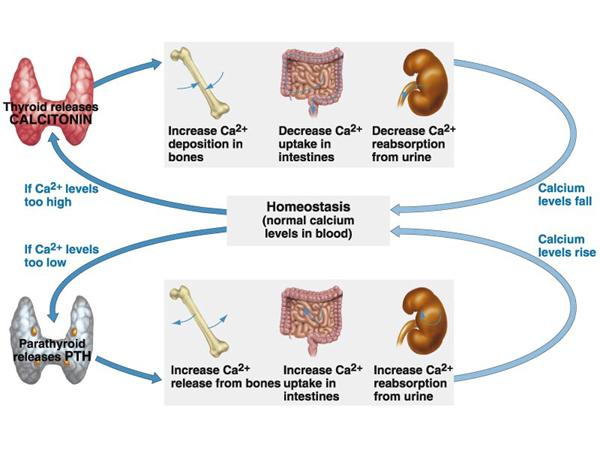 Thyroid releases
CALCITONIN
Increase Ca2+
deposition in
bones
Decrease Ca2+
uptake in
intestines
Decrease Ca2+
reabsorption
from urine
If Ca2+ levels
too high
Homeostasis
(normal calcium
levels in blood)
Calcium
levels fall
If Ca2+ levels
too low
Calcium
levels rise
Parathyroid
releases PTH
Increase Ca2+
release from bones
Increase Ca2+
uptake in
intestines
Increase Ca2+
reabsorption
from urine